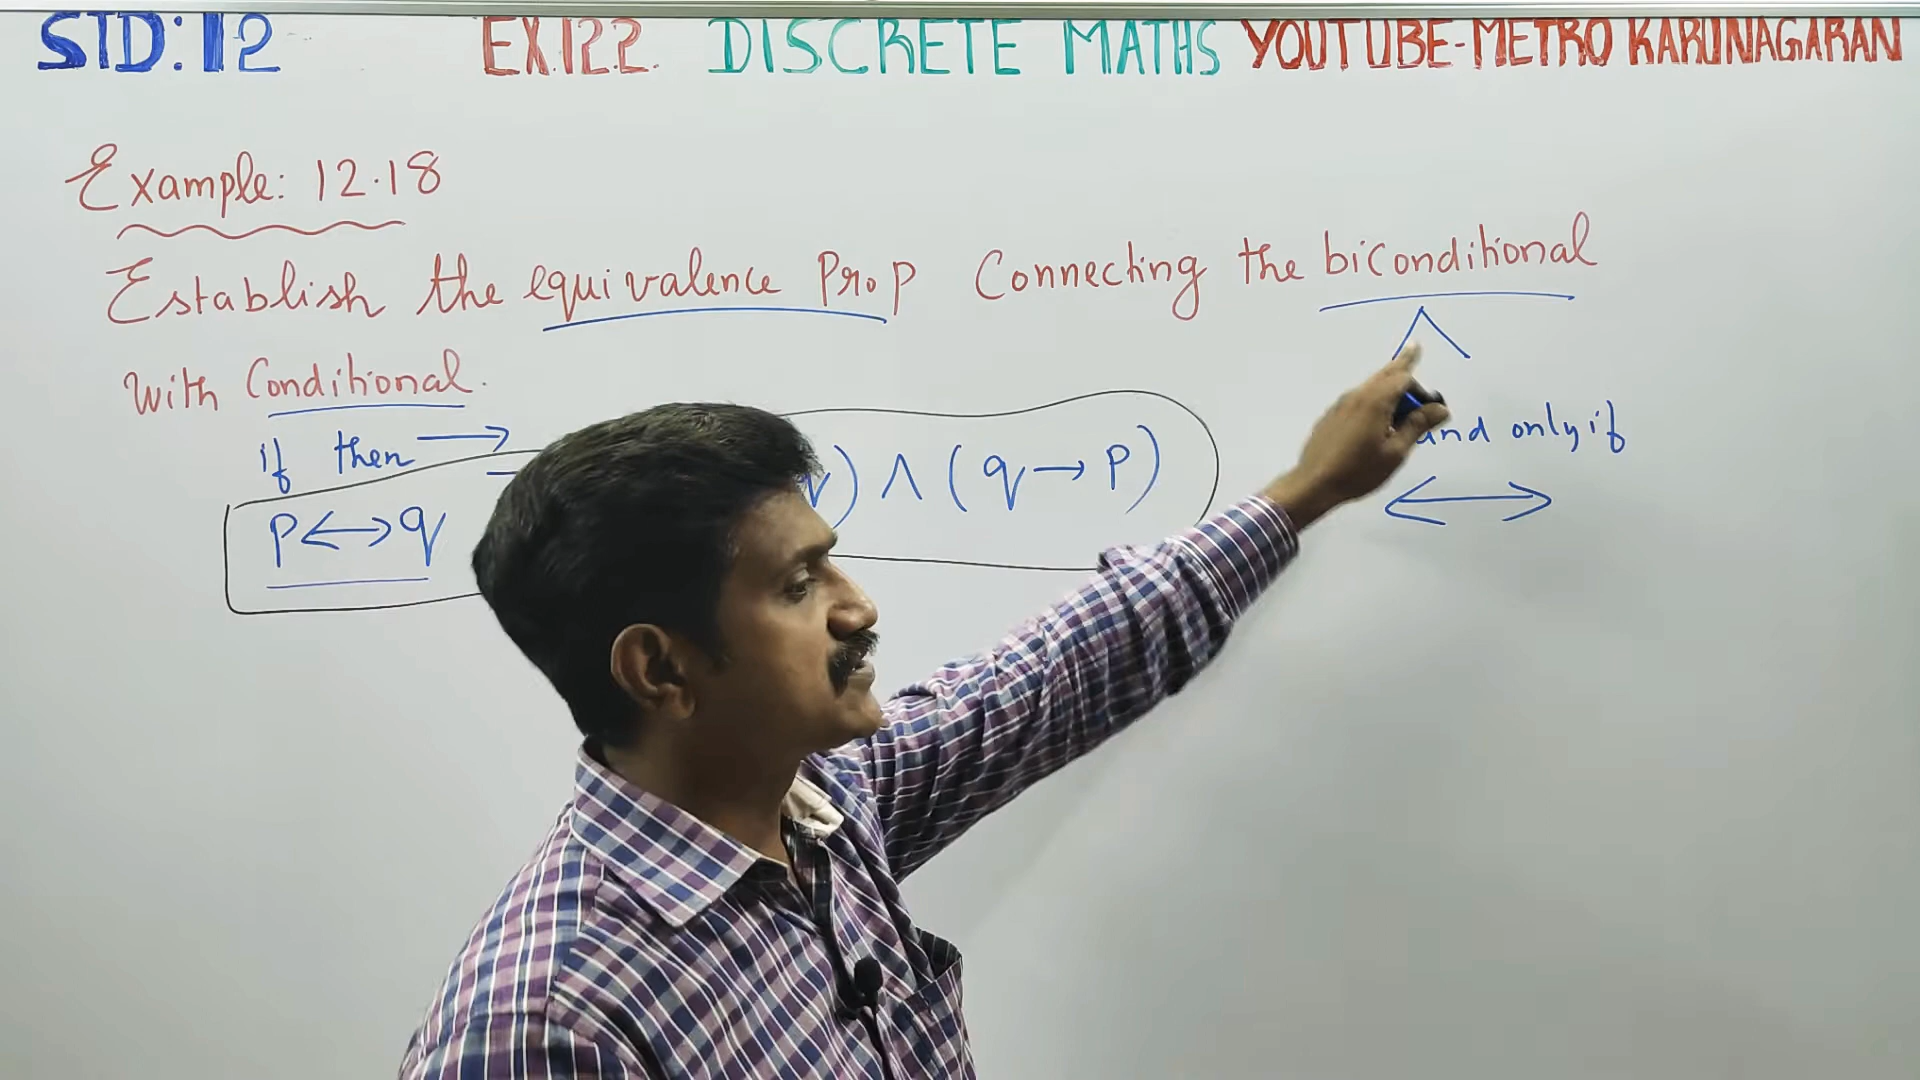 STD: 12 EX.12.2. DISCRETE MATHS YOUTUBE-METRO KARUNAGARAN
Example: 12.18
Establish the equivalence Prop Connecting the biconditional
With Conditional.
if then → and only if
p ↔ q ) ∧ ( q → p ) ↔